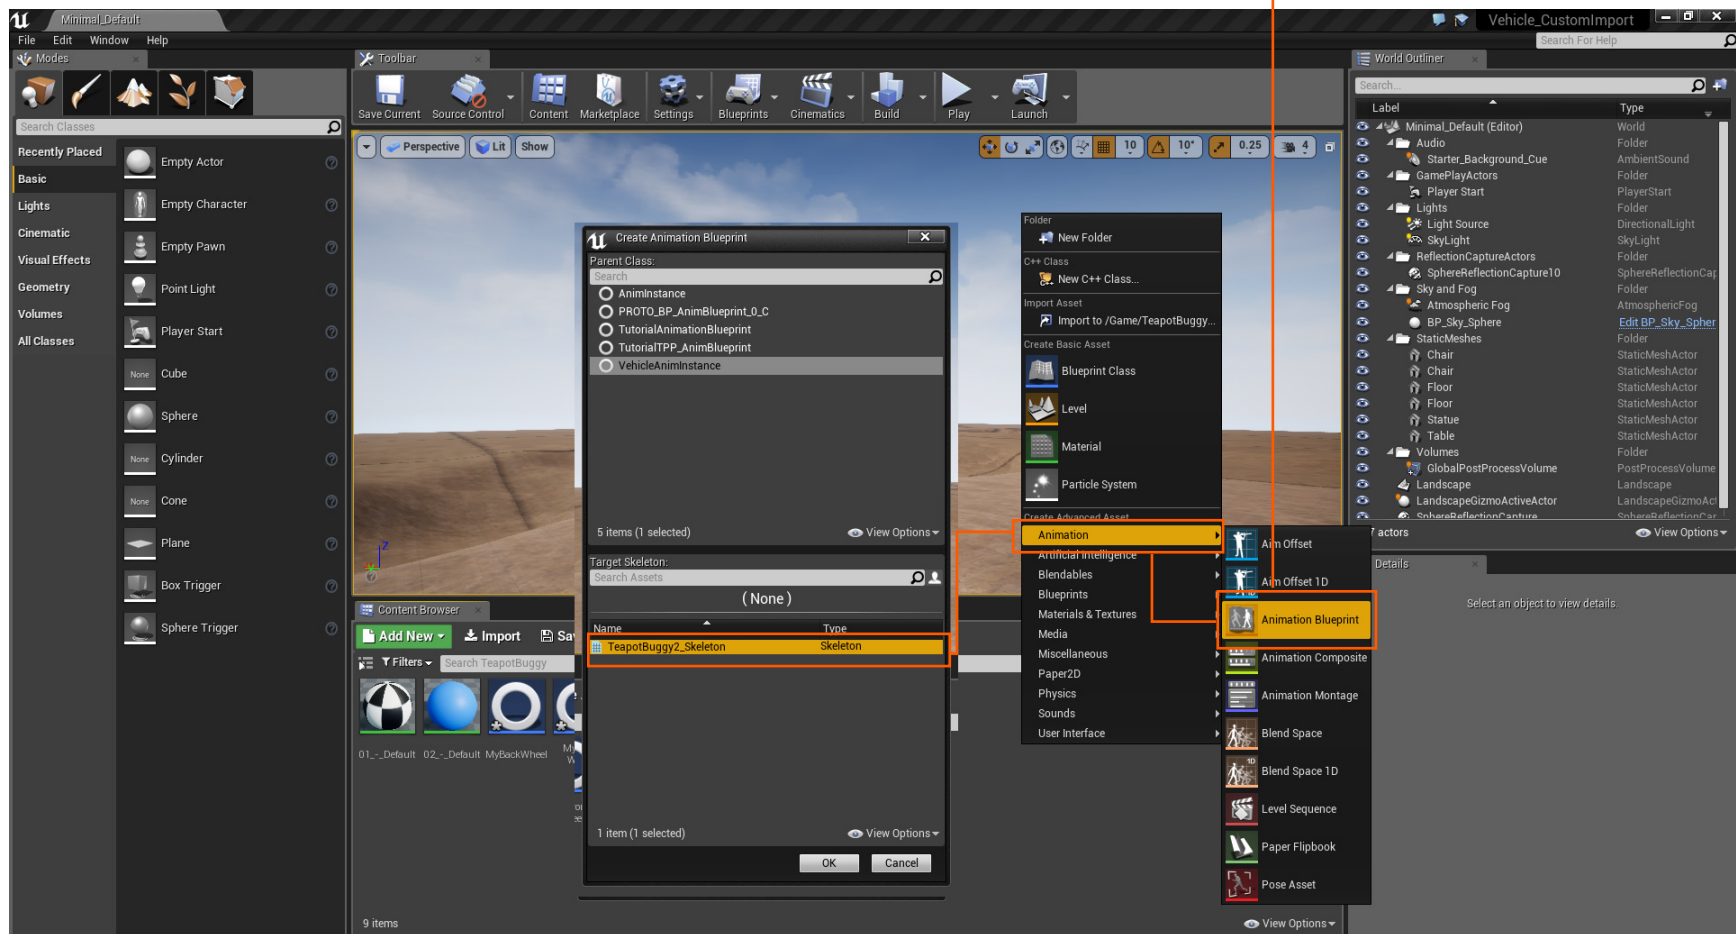 Minimal_Default
Vehicle_CustomImport
File Edit Window Help
Search For Help
Modes
Search Classes
Recently Placed
Basic
Lights
Cinematic
Visual Effects
Geometry
Volumes
All Classes
Empty Actor
Empty Character
Empty Pawn
Point Light
Player Start
None Cube
Sphere
None Cylinder
None Cone
Plane
Box Trigger
Sphere Trigger
Toolbar
Save Current Source Control Content Marketplace Settings Blueprints Cinematics Build Play Launch
Perspective Lit Show
10 10° 0.25 4
Z
Create Animation Blueprint
Parent Class:
Search
AnimInstance
PROTO_BP_AnimBlueprint_0_C
TutorialAnimationBlueprint
TutorialTPP_AnimBlueprint
VehicleAnimInstance
5 items (1 selected) View Options
Target Skeleton:
Search Assets
( None )
Name Type
TeapotBuggy2_Skeleton Skeleton
1 item (1 selected) View Options
OK Cancel
Content Browser
Add New Import Sa
Filters Search TeapotBuggy
01_-_Default 02_-_Default MyBackWheel
9 items
View Options
Folder
New Folder
C++ Class
New C++ Class...
Import Asset
Import to /Game/TeapotBuggy...
Create Basic Asset
Blueprint Class
Level
Material
Particle System
Create Advanced Asset
Animation
Artificial Intelligence
Blendables
Blueprints
Materials & Textures
Media
Miscellaneous
Paper2D
Physics
Sounds
User Interface
Aim Offset
Aim Offset 1D
Animation Blueprint
Animation Composite
Animation Montage
Blend Space
1D
Blend Space 1D
Level Sequence
Paper Flipbook
Pose Asset
World Outliner
Search...
Label Type
Minimal_Default (Editor) World
Audio Folder
Starter_Background_Cue AmbientSound
GamePlayActors Folder
Player Start PlayerStart
Lights Folder
Light Source DirectionalLight
SkyLight SkyLight
ReflectionCaptureActors Folder
SphereReflectionCapture10 SphereReflectionCap
Sky and Fog Folder
Atmospheric Fog AtmosphericFog
BP_Sky_Sphere Edit BP_Sky_Spher
StaticMeshes Folder
Chair StaticMeshActor
Chair StaticMeshActor
Floor StaticMeshActor
Floor StaticMeshActor
Statue StaticMeshActor
Table StaticMeshActor
Volumes Folder
GlobalPostProcessVolume PostProcessVolume
Landscape Landscape
LandscapeGizmoActiveActor LandscapeGizmoAct
SphereReflectionCapture SphereReflectionCap
7 actors View Options
Details
Select an object to view details.